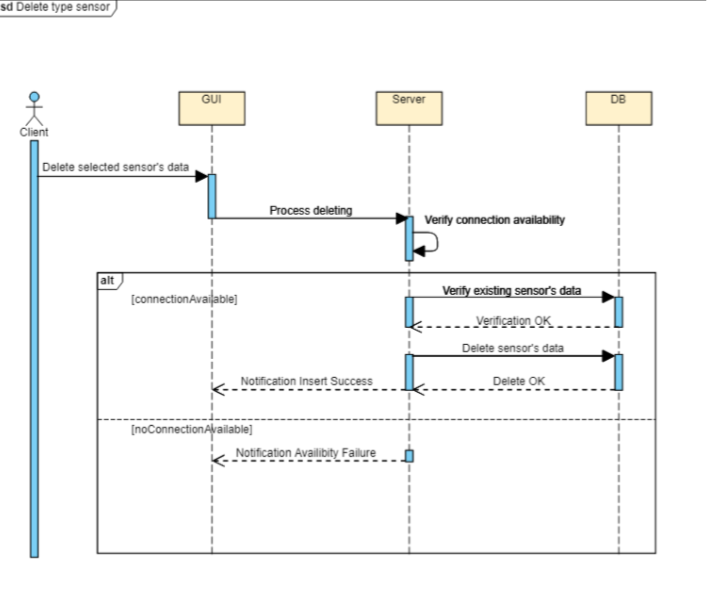 sd Delete type sensor
GUI
Server
DB
Client
Delete selected sensor's data
Process deleting
Verify connection availability
alt
[connectionAvailable]
Verify existing sensor's data
Verification OK
Delete sensor's data
Notification Insert Success
Delete OK
[noConnectionAvailable]
Notification Availibity Failure